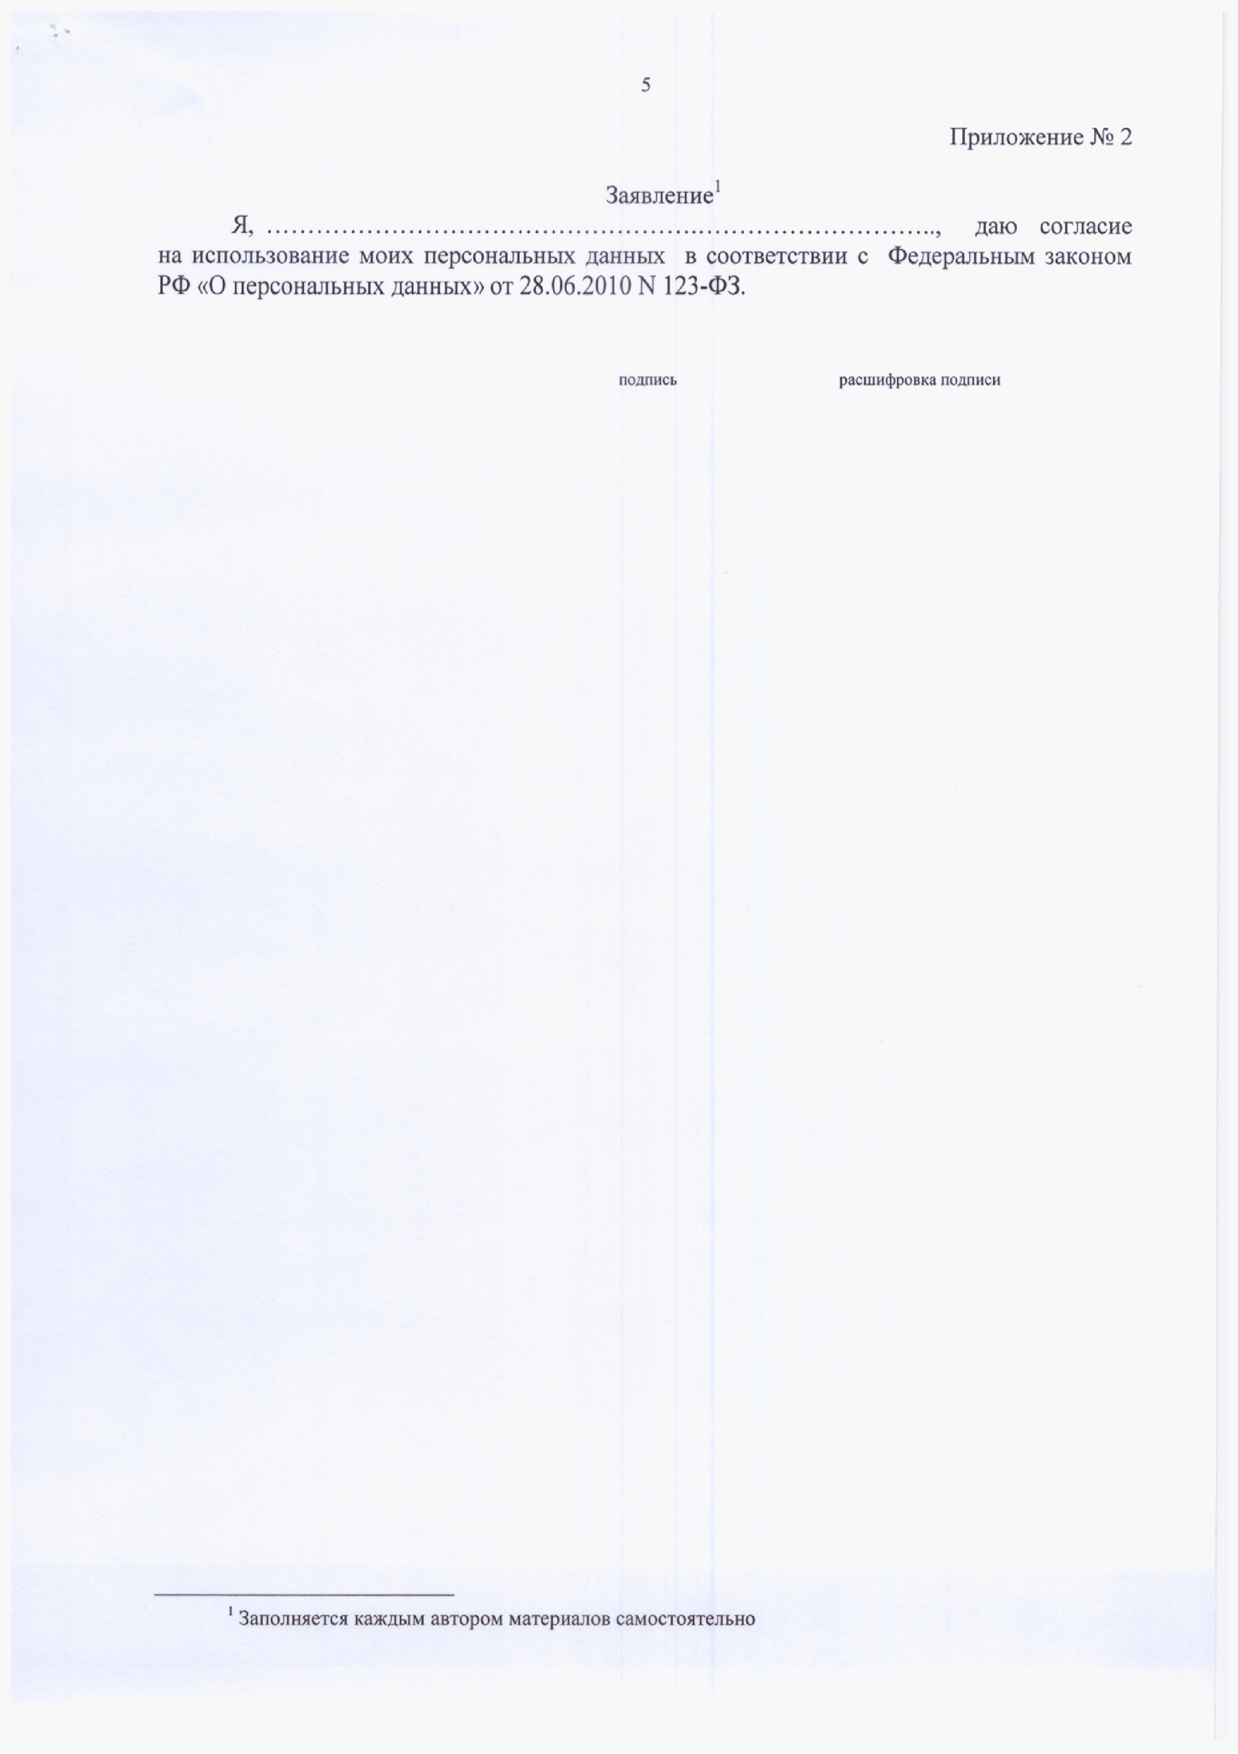 5
Приложение № 2
Заявление¹
Я, ……………………………………………..………………………..., даю согласие
на использование моих персональных данных в соответствии с Федеральным законом
РФ «О персональных данных» от 28.06.2010 N 123-ФЗ.
подпись расшифровка подписи
¹ Заполняется каждым автором материалов самостоятельно